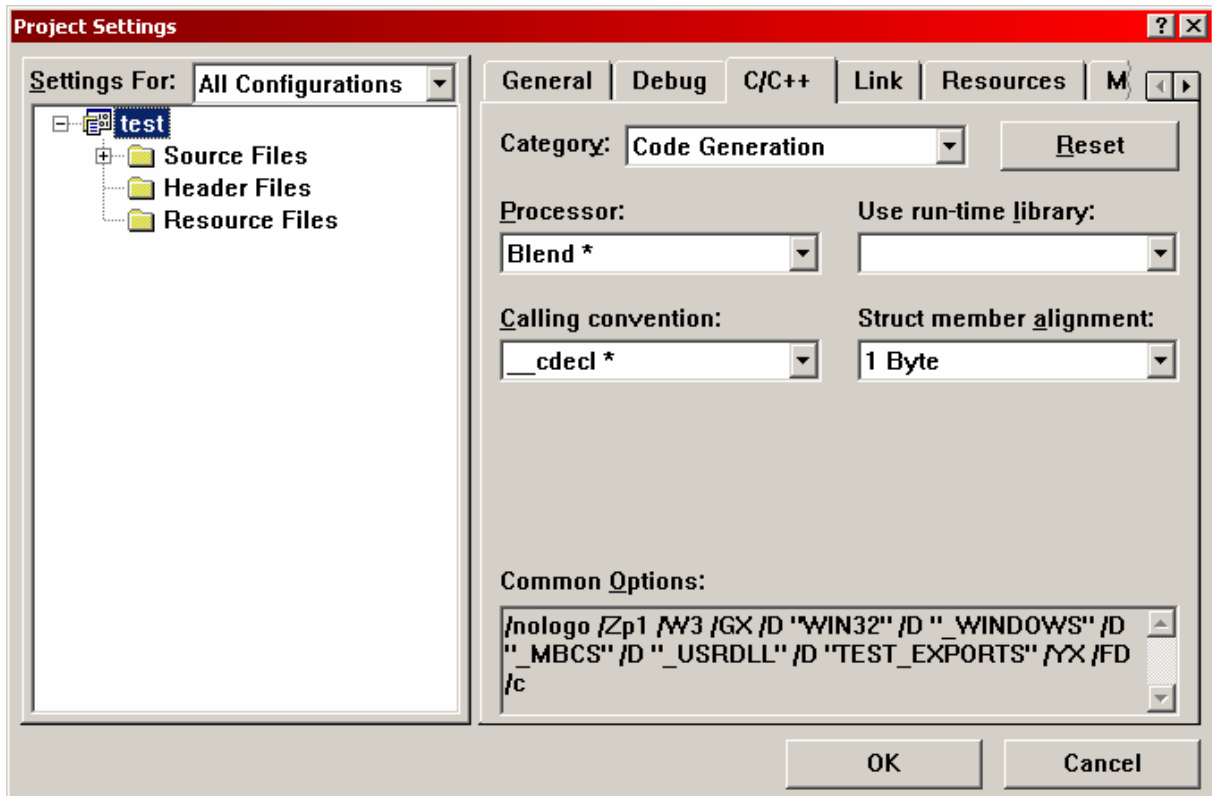 Project Settings
Settings For: All Configurations
test
Source Files
Header Files
Resource Files
General Debug C/C++ Link Resources M
Category: Code Generation Reset
Processor: Use run-time library:
Blend *
Calling convention: Struct member alignment:
__cdecl * 1 Byte
Common Options:
/nologo /Zp1 /W3 /GX /D "WIN32" /D "_WINDOWS" /D
"_MBCS" /D "_USRDLL" /D "TEST_EXPORTS" /YX /FD
/c
OK Cancel